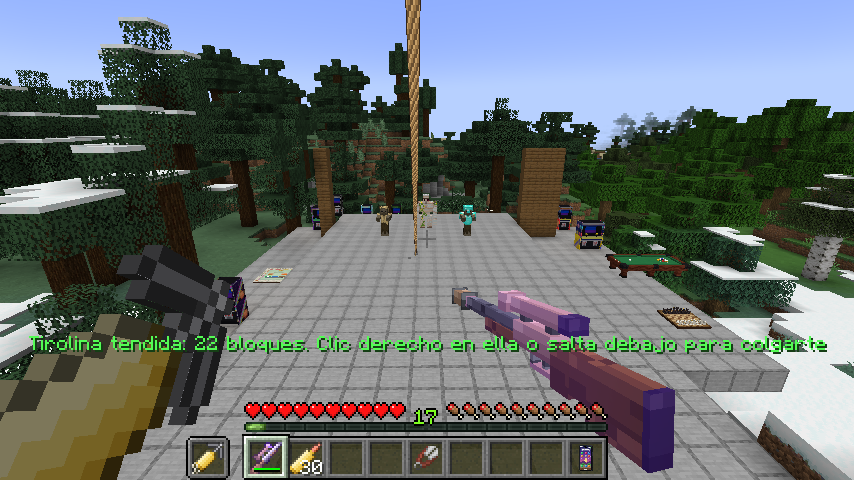 Tirolina tendida: 22 bloques. Clic derecho en ella o salta debajo para colgarte
17
30